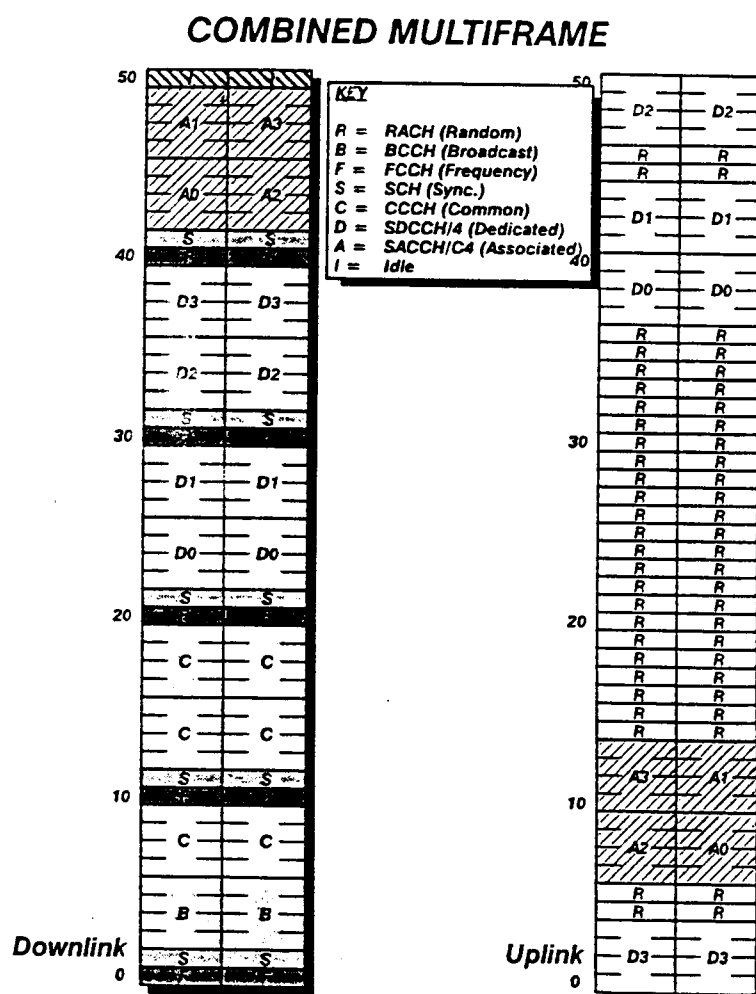 COMBINED MULTIFRAME
50
A1 A3
A0 A2
S S
40
D3 D3
D2 D2
S S
30
D1 D1
D0 D0
S S
20
C C
C C
S S
10
C C
B B
Downlink
S S
0
KEY
R = RACH (Random)
B = BCCH (Broadcast)
F = FCCH (Frequency)
S = SCH (Sync.)
C = CCCH (Common)
D = SDCCH/4 (Dedicated)
A = SACCH/C4 (Associated)
I = Idle
50
D2 D2
R R
R R
D1 D1
40
D0 D0
R R
R R
R R
R R
R R
R R
30 R R
R R
R R
R R
R R
R R
R R
R R
R R
R R
20 R R
R R
R R
R R
R R
R R
R R
A3 A1
10
A2 A0
R R
R R
Uplink D3 D3
0